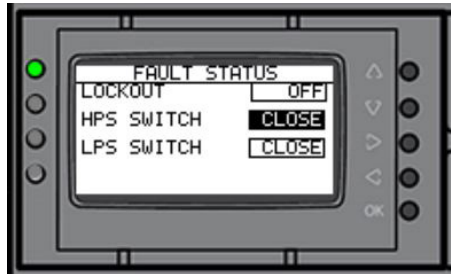 FAULT STATUS
LOCKOUT OFF
HPS SWITCH CLOSE
LPS SWITCH CLOSE
OK